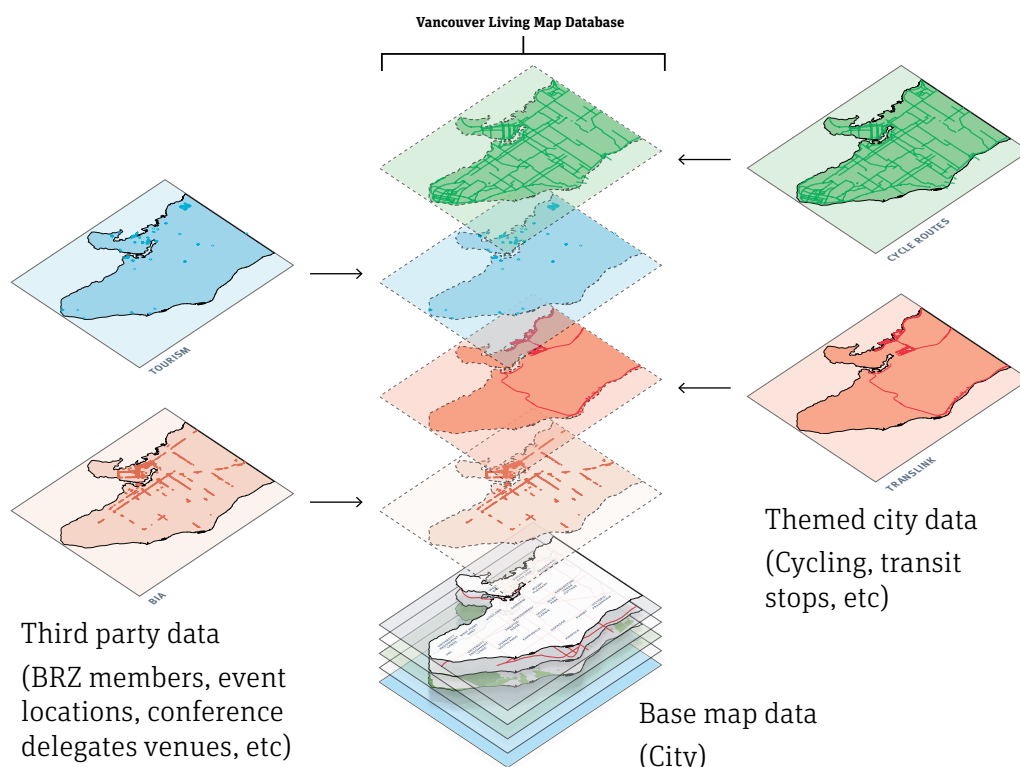 Vancouver Living Map Database
CYCLE ROUTES
TOURISM
TRANSLINK
BIA
Themed city data
(Cycling, transit
stops, etc)
Third party data
(BRZ members, event
locations, conference
delegates venues, etc)
Base map data
(City)